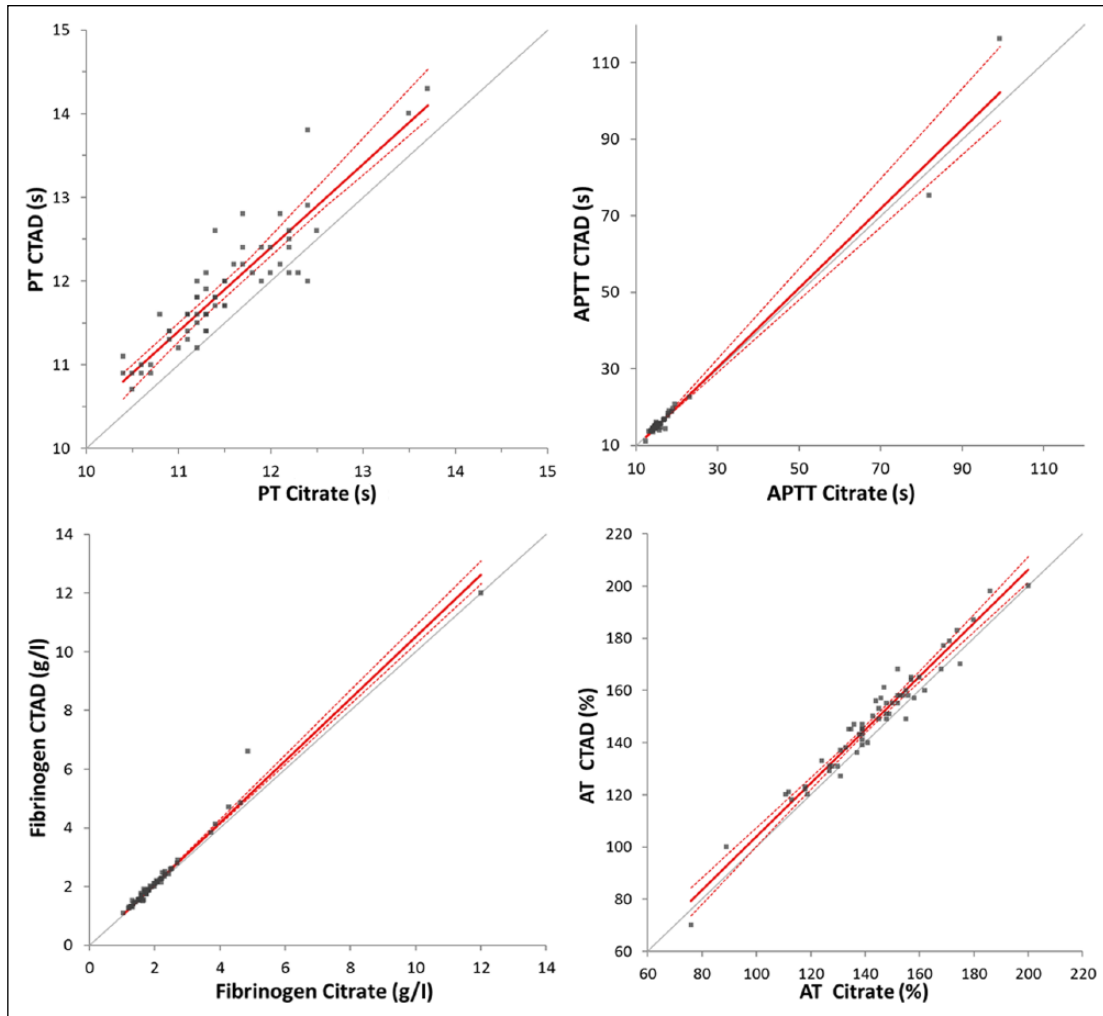 15
14
13
12
11
10
10 11 12 13 14 15
PT CTAD (s)
PT Citrate (s)
110
90
70
50
30
10
10 30 50 70 90 110
APTT CTAD (s)
APTT Citrate (s)
14
12
10
8
6
4
2
0
0 2 4 6 8 10 12 14
Fibrinogen CTAD (g/l)
Fibrinogen Citrate (g/l)
220
200
180
160
140
120
100
80
60
60 80 100 120 140 160 180 200 220
AT CTAD (%)
AT Citrate (%)